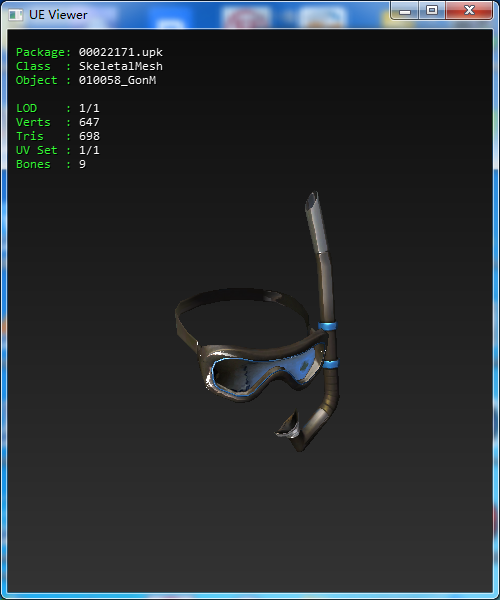 UE Viewer
Package: 00022171.upk
Class : SkeletalMesh
Object : 010058_GonM
LOD : 1/1
Verts : 647
Tris : 698
UV Set : 1/1
Bones : 9